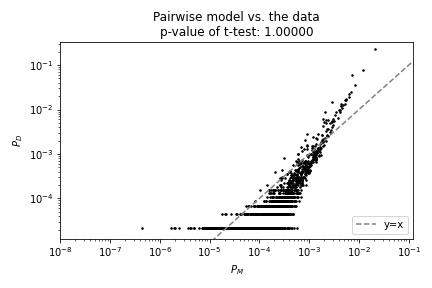 Pairwise model vs. the data
p-value of t-test: 1.00000
10⁻¹
10⁻²
10⁻³
10⁻⁴
P_D
y=x
10⁻⁸ 10⁻⁷ 10⁻⁶ 10⁻⁵ 10⁻⁴ 10⁻³ 10⁻² 10⁻¹
P_M